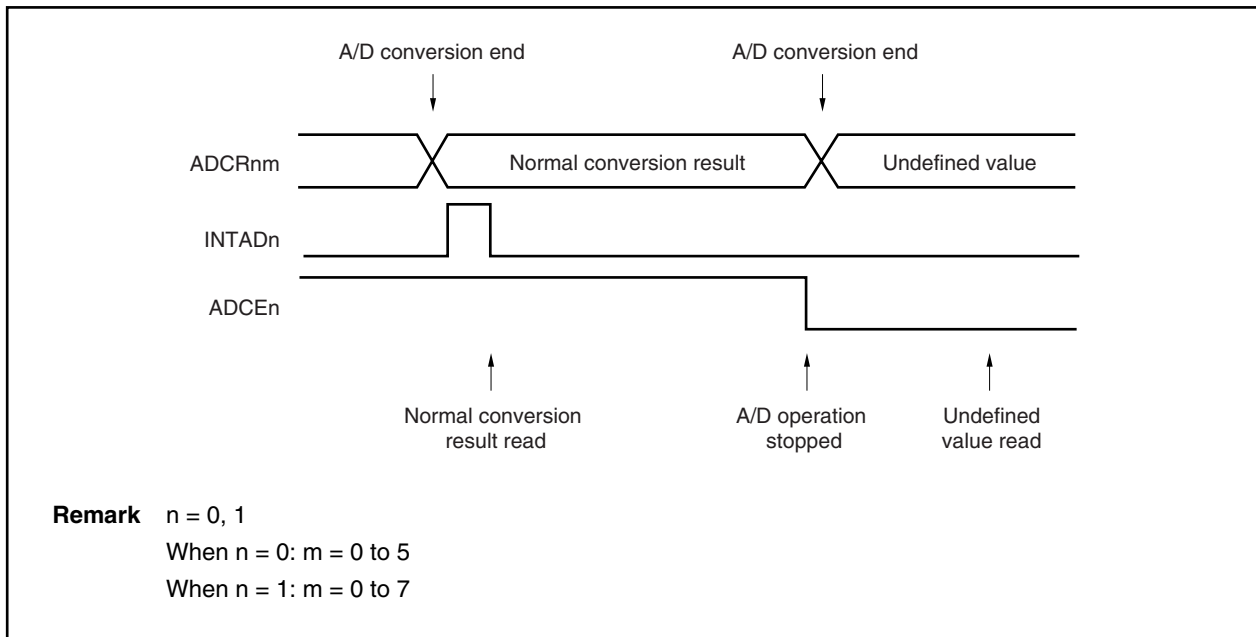 A/D conversion end
A/D conversion end
ADCRnm
Normal conversion result
Undefined value
INTADn
ADCEn
Normal conversion
result read
A/D operation
stopped
Undefined
value read
Remark n = 0, 1
When n = 0: m = 0 to 5
When n = 1: m = 0 to 7